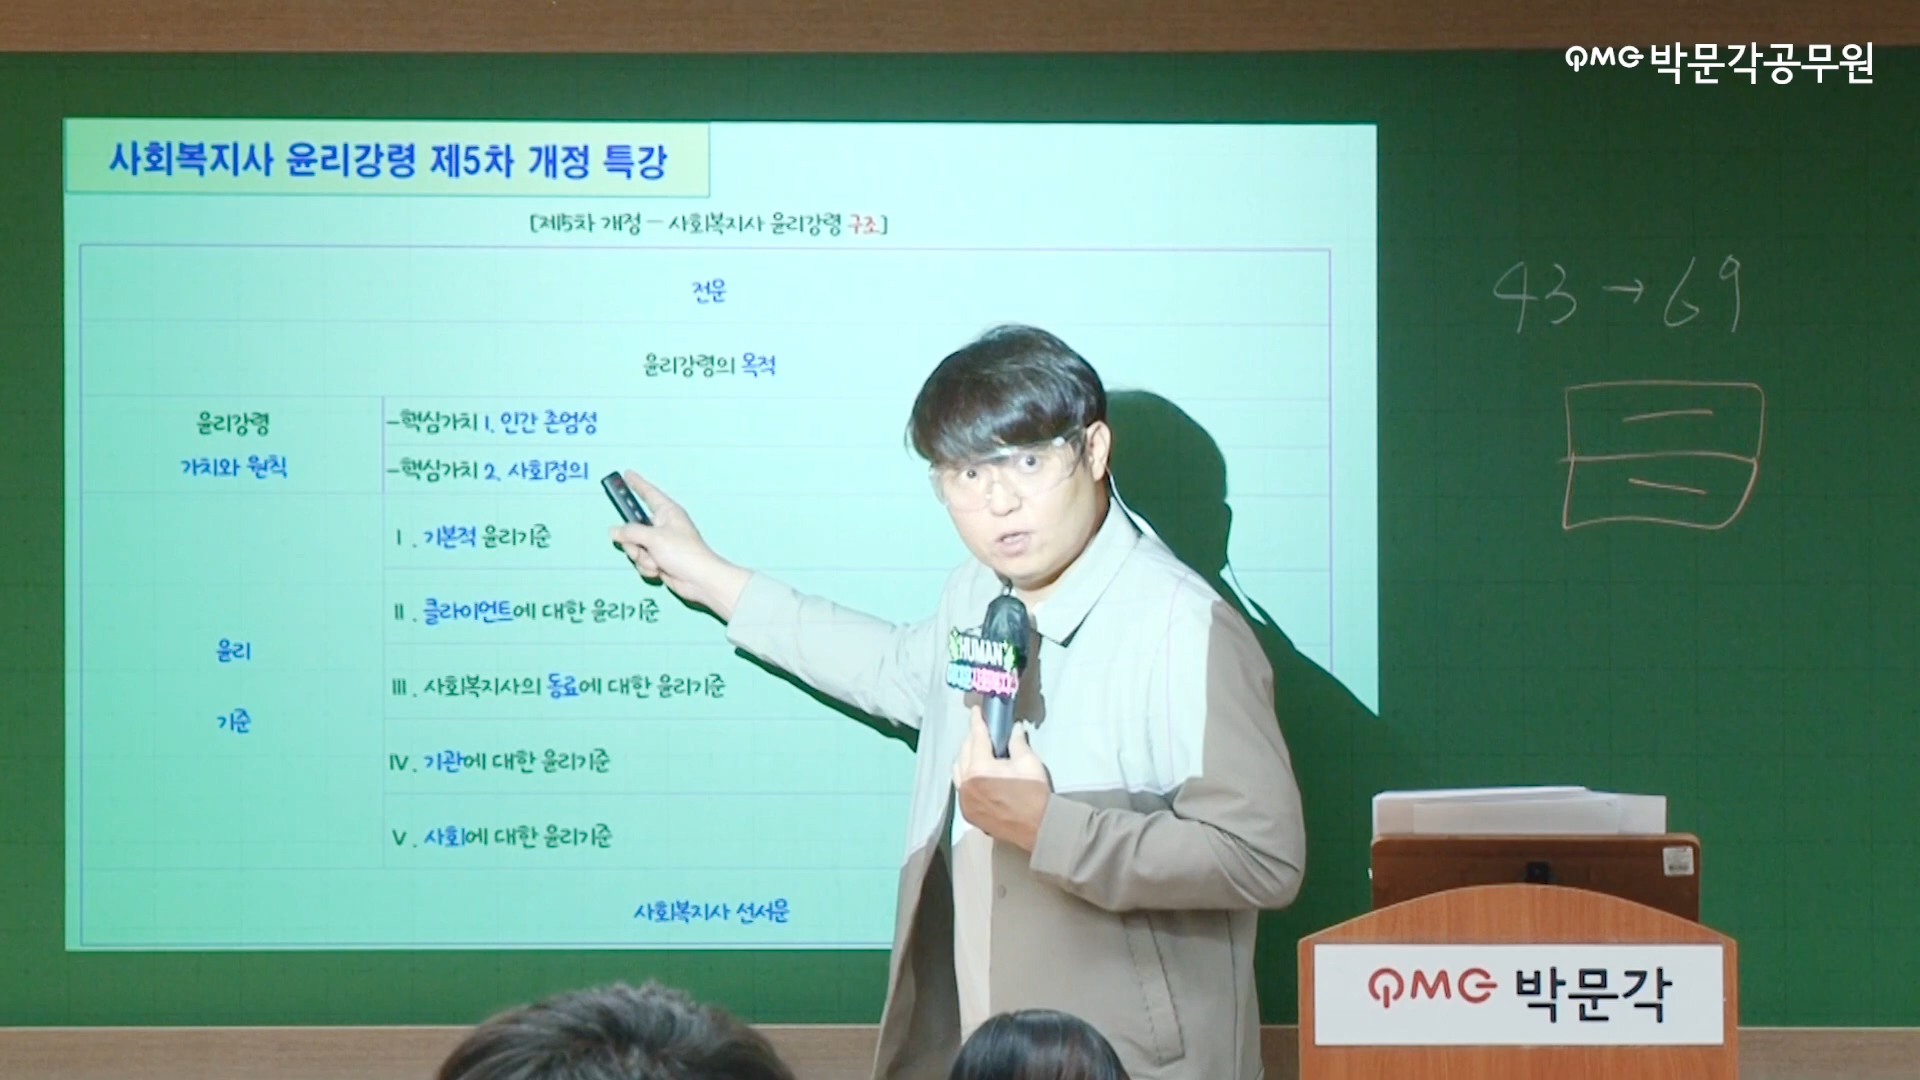 PMG 박문각공무원
사회복지사 윤리강령 제5차 개정 특강
[제5차 개정 - 사회복지사 윤리강령 구조]
전문
윤리강령의 목적
윤리강령
가치와 원칙
-핵심가치 1. 인간 존엄성
-핵심가치 2. 사회정의
윤리
기준
Ⅰ. 기본적 윤리기준
Ⅱ. 클라이언트에 대한 윤리기준
Ⅲ. 사회복지사의 동료에 대한 윤리기준
Ⅳ. 기관에 대한 윤리기준
Ⅴ. 사회에 대한 윤리기준
사회복지사 선서문
43→69
HUMAN
PMG 박문각